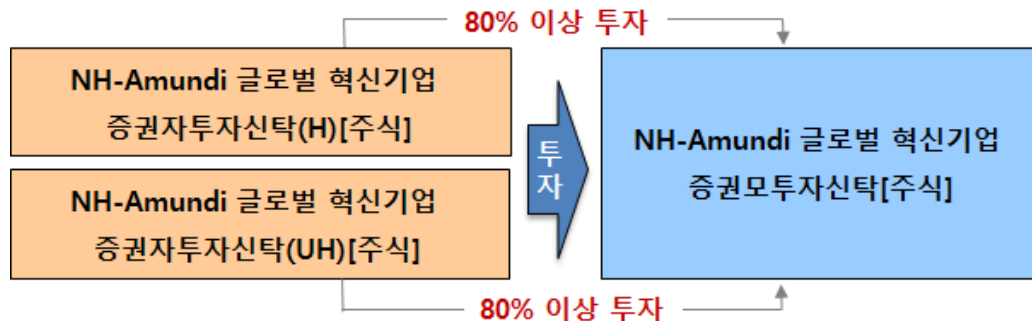 80% 이상 투자
NH-Amundi 글로벌 혁신기업
증권자투자신탁(H)[주식]
NH-Amundi 글로벌 혁신기업
증권자투자신탁(UH)[주식]
투
자
NH-Amundi 글로벌 혁신기업
증권모투자신탁[주식]
80% 이상 투자